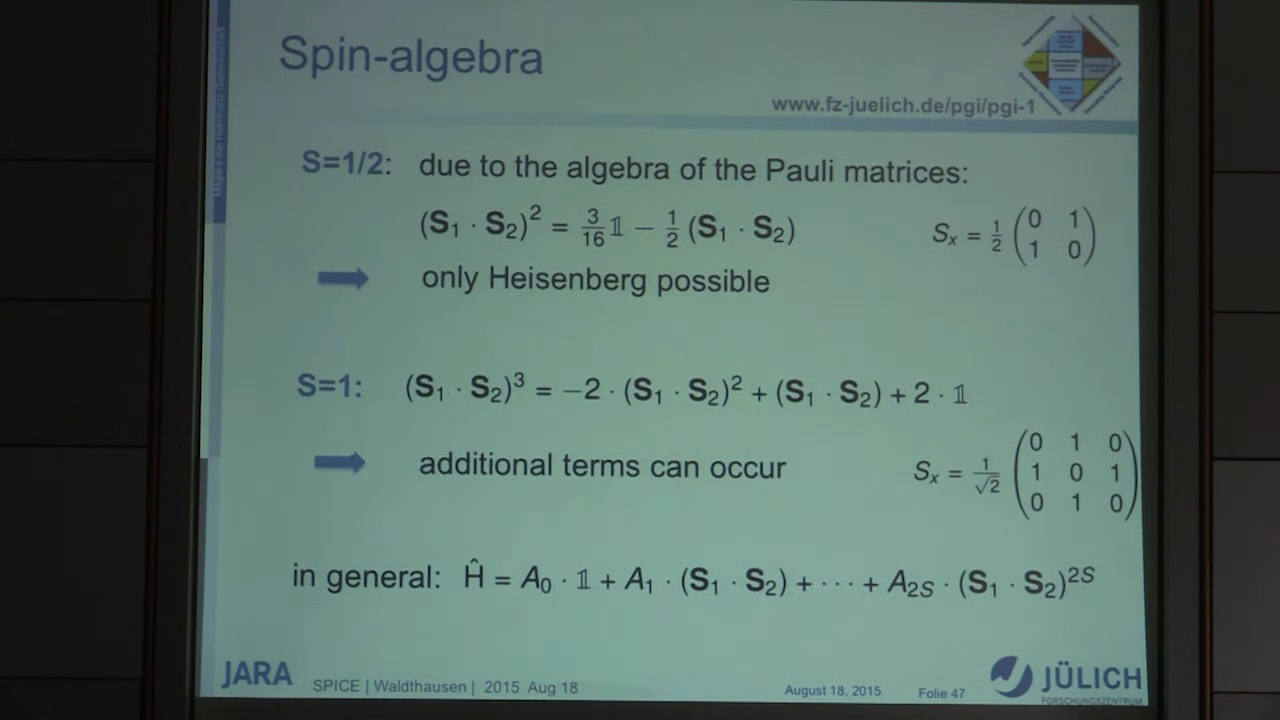 Spin-algebra
www.fz-juelich.de/pgi/pgi-1
S=1/2: due to the algebra of the Pauli matrices:
(S₁ · S₂)² = 3/16 𝟙 − 1/2 (S₁ · S₂)
Sₓ = 1/2 (0 1
1 0)
only Heisenberg possible
S=1: (S₁ · S₂)³ = −2 · (S₁ · S₂)² + (S₁ · S₂) + 2 · 𝟙
additional terms can occur
Sₓ = 1/√2 (0 1 0
1 0 1
0 1 0)
in general: Ĥ = A₀ · 𝟙 + A₁ · (S₁ · S₂) + · · · + A₂S · (S₁ · S₂)²ˢ
JARA
SPICE | Waldthausen | 2015 Aug 18
August 18, 2015
Folie 47
JÜLICH
FORSCHUNGSZENTRUM